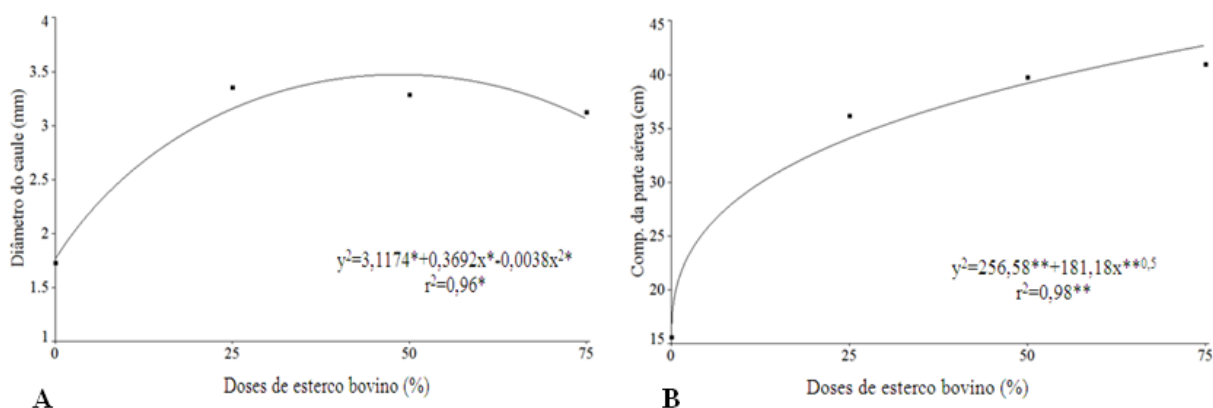 Diâmetro do caule (mm)
4
3.5
3
2.5
2
1.5
1
y²=3,1174*+0,3692x*-0,0038x²*
r²=0,96*
0 25 50 75
Doses de esterco bovino (%)
A
Comp. da parte aérea (cm)
45
40
35
30
25
20
15
y²=256,58**+181,18x**⁰,⁵
r²=0,98**
0 25 50 75
Doses de esterco bovino (%)
B